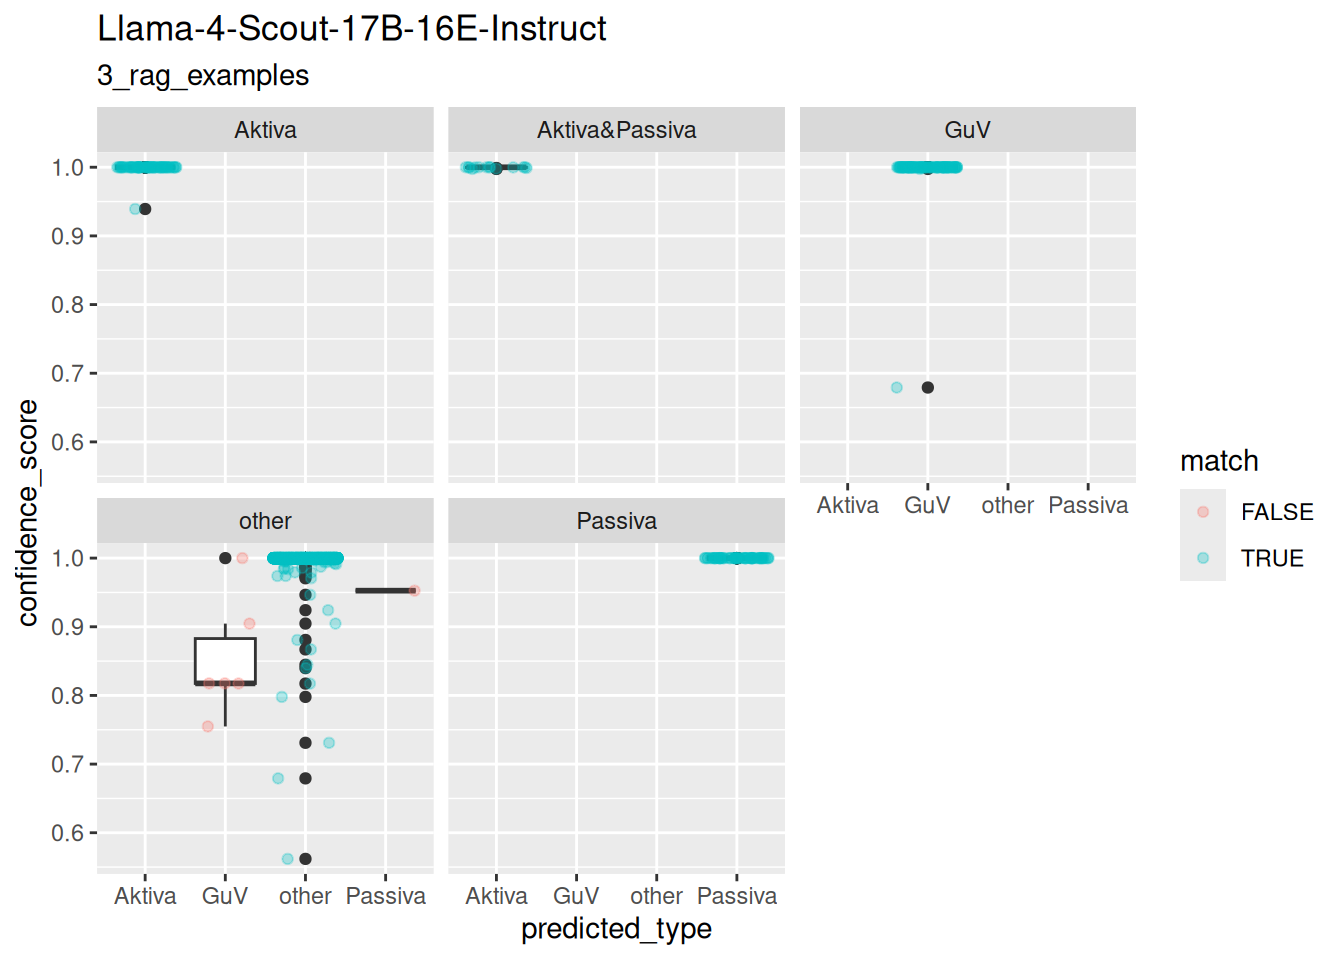 Llama-4-Scout-17B-16E-Instruct
3_rag_examples
Aktiva
Aktiva&Passiva
GuV
1.0
0.9
0.8
0.7
0.6
Aktiva GuV other Passiva
other
Passiva
1.0
0.9
0.8
0.7
0.6
Aktiva GuV other Passiva
Aktiva GuV other Passiva
predicted_type
confidence_score
match
FALSE
TRUE